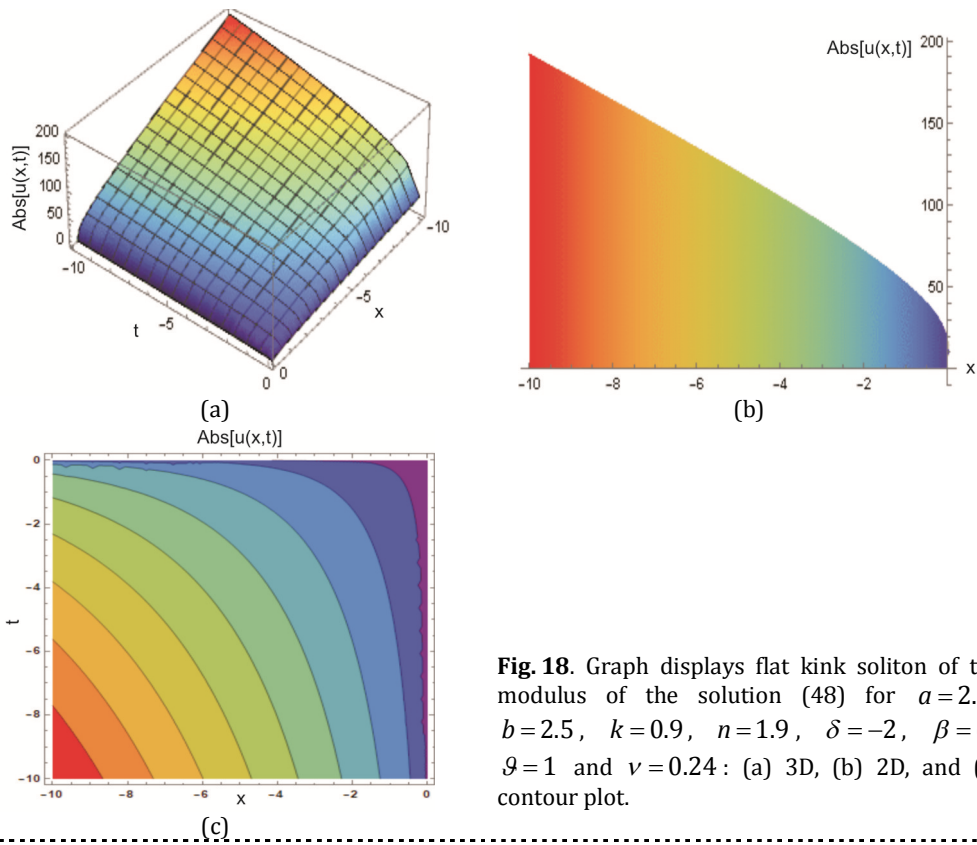 Abs[u(x,t)]
200
150
100
50
0
-10
-5
0
t
0
-5
-10
x
(a)
Abs[u(x,t)]
200
150
100
50
-10 -8 -6 -4 -2
x
(b)
Abs[u(x,t)]
0
-2
-4
-6
-8
-10
t
-10 -8 -6 -4 -2 0
x
(c)
Fig. 18. Graph displays flat kink soliton of t
modulus of the solution (48) for a = 2.
b = 2.5, k = 0.9, n = 1.9, δ = −2, β =
ϑ = 1 and ν = 0.24: (a) 3D, (b) 2D, and (
contour plot.